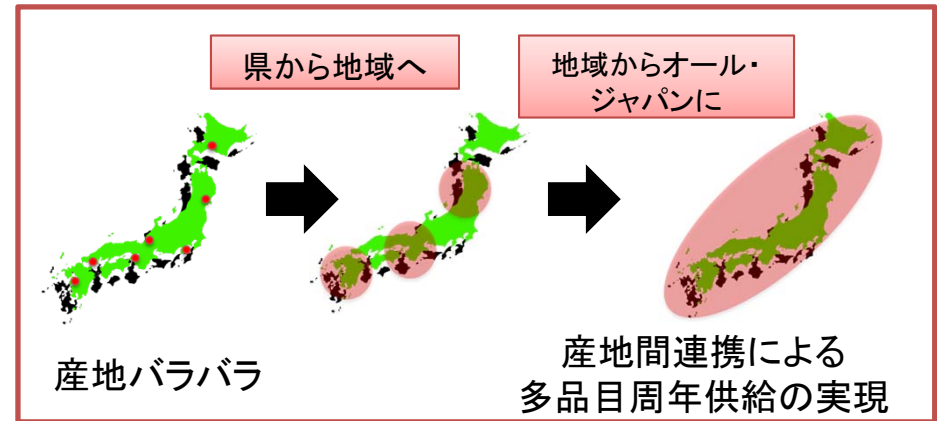 県から地域へ
地域からオール・
ジャパンに
産地バラバラ
産地間連携による
多品目周年供給の実現